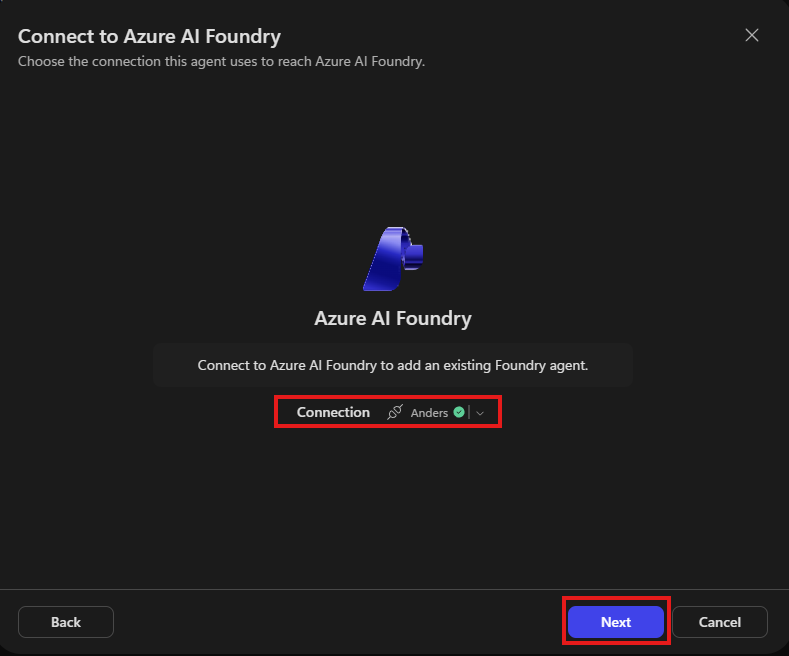 Connect to Azure AI Foundry
Choose the connection this agent uses to reach Azure AI Foundry.
Azure AI Foundry
Connect to Azure AI Foundry to add an existing Foundry agent.
Connection Anders
Back Next Cancel